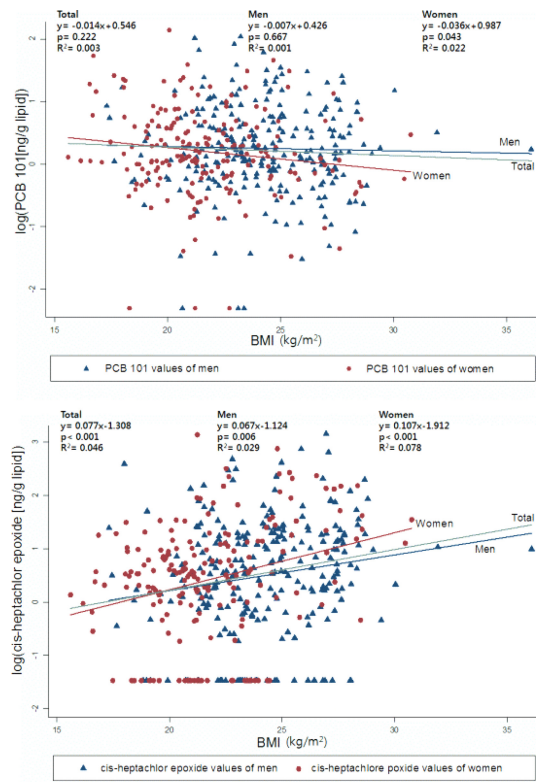 Total Men Women
y= -0.014x+0.546 y= -0.007x+0.426 y= -0.036x+0.987
p= 0.222 p= 0.667 p= 0.043
R²= 0.003 R²= 0.001 R²= 0.022
log(PCB 101[ng/g lipid])
2
1
0
-1
-2
Men
Total
Women
15 20 25 30 35
BMI (kg/m²)
PCB 101 values of men PCB 101 values of women
Total Men Women
y= 0.077x-1.308 y= 0.067x-1.124 y= 0.107x-1.912
p< 0.001 p= 0.006 p< 0.001
R²= 0.046 R²= 0.029 R²= 0.078
log(cis-heptachlor epoxide [ng/g lipid])
3
2
1
0
-1
-2
Women
Total
Men
15 20 25 30 35
BMI (kg/m²)
cis-heptachlor epoxide values of men cis-heptachlore poxide values of women